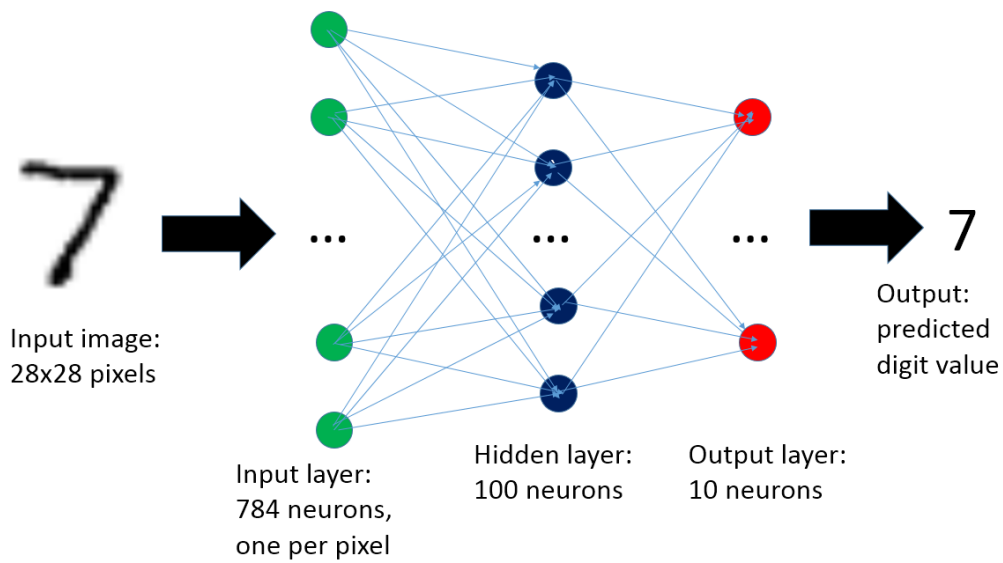 7
Input image:
28x28 pixels
...
Input layer:
784 neurons,
one per pixel
...
Hidden layer:
100 neurons
...
Output layer:
10 neurons
7
Output:
predicted
digit value